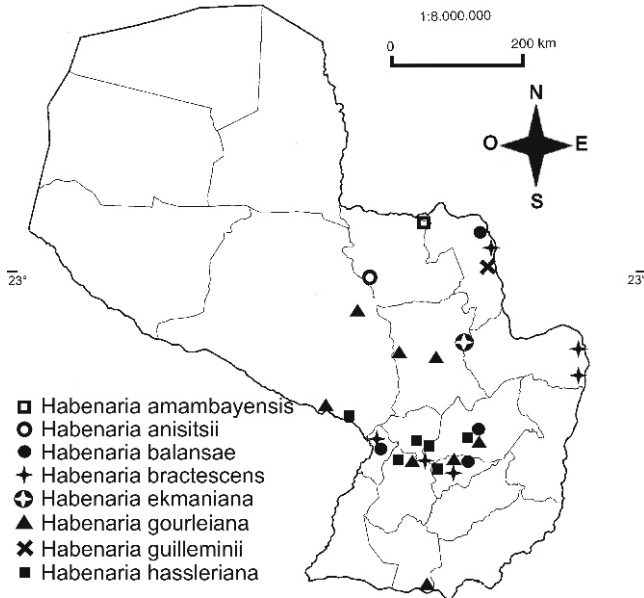 1:8.000.000
0 200 km
N
O E
S
23° 23°
Habenaria amambayensis
Habenaria anisitsii
Habenaria balansae
Habenaria bractescens
Habenaria ekmaniana
Habenaria gourleiana
Habenaria guilleminii
Habenaria hassleriana